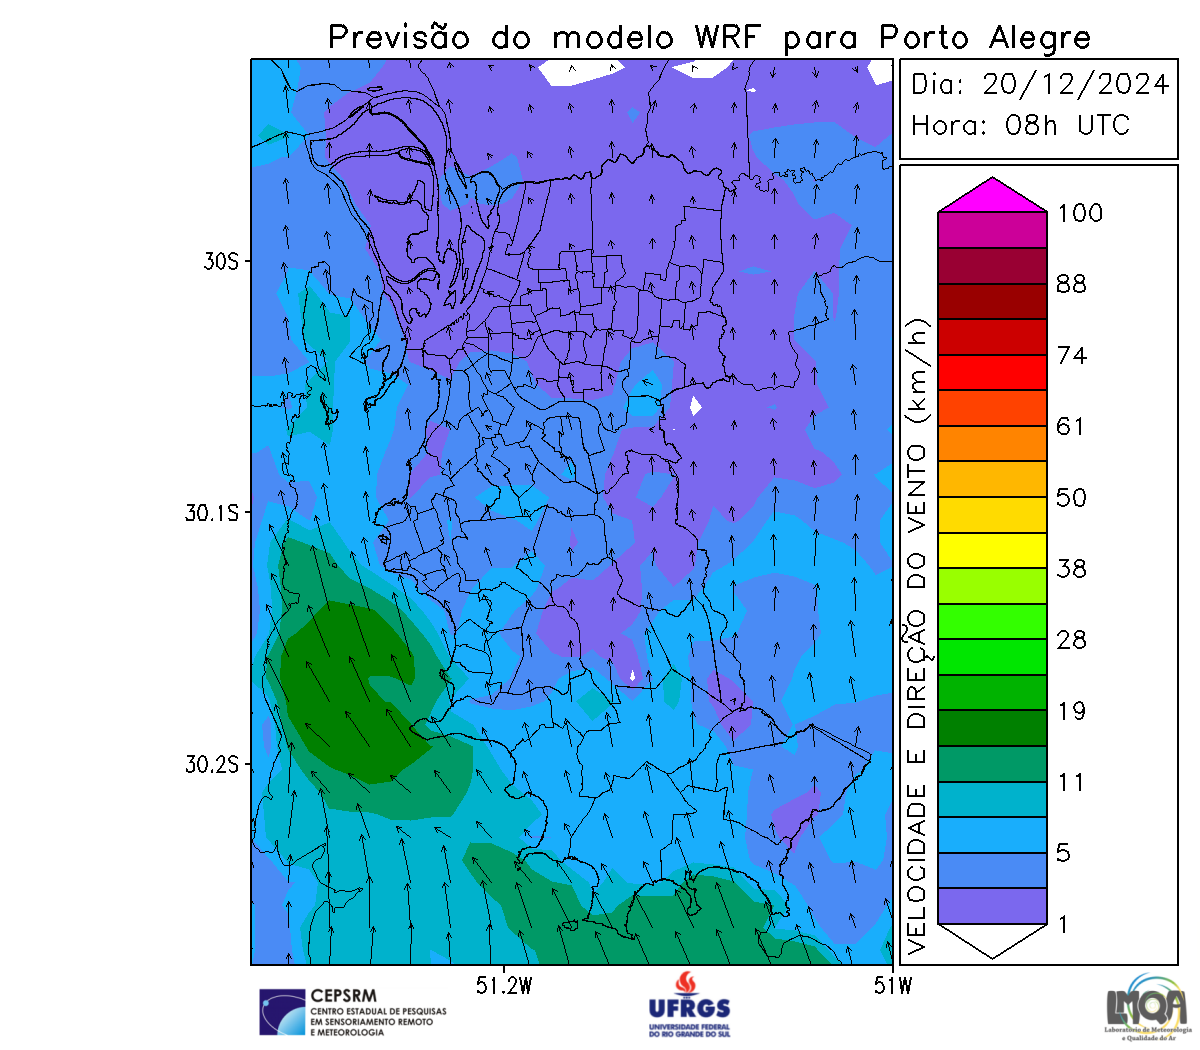 Previsão do modelo WRF para Porto Alegre
Dia: 20/12/2024
Hora: 08h UTC
100
88
74
61
50
38
28
19
11
5
1
VELOCIDADE E DIREÇÃO DO VENTO (km/h)
30S
30.1S
30.2S
51.2W
51W
CEPSRM
CENTRO ESTADUAL DE PESQUISAS
EM SENSORIAMENTO REMOTO
E METEOROLOGIA
UFRGS
UNIVERSIDADE FEDERAL
DO RIO GRANDE DO SUL
LMQA
Laboratório de Meteorologia
e Qualidade do Ar